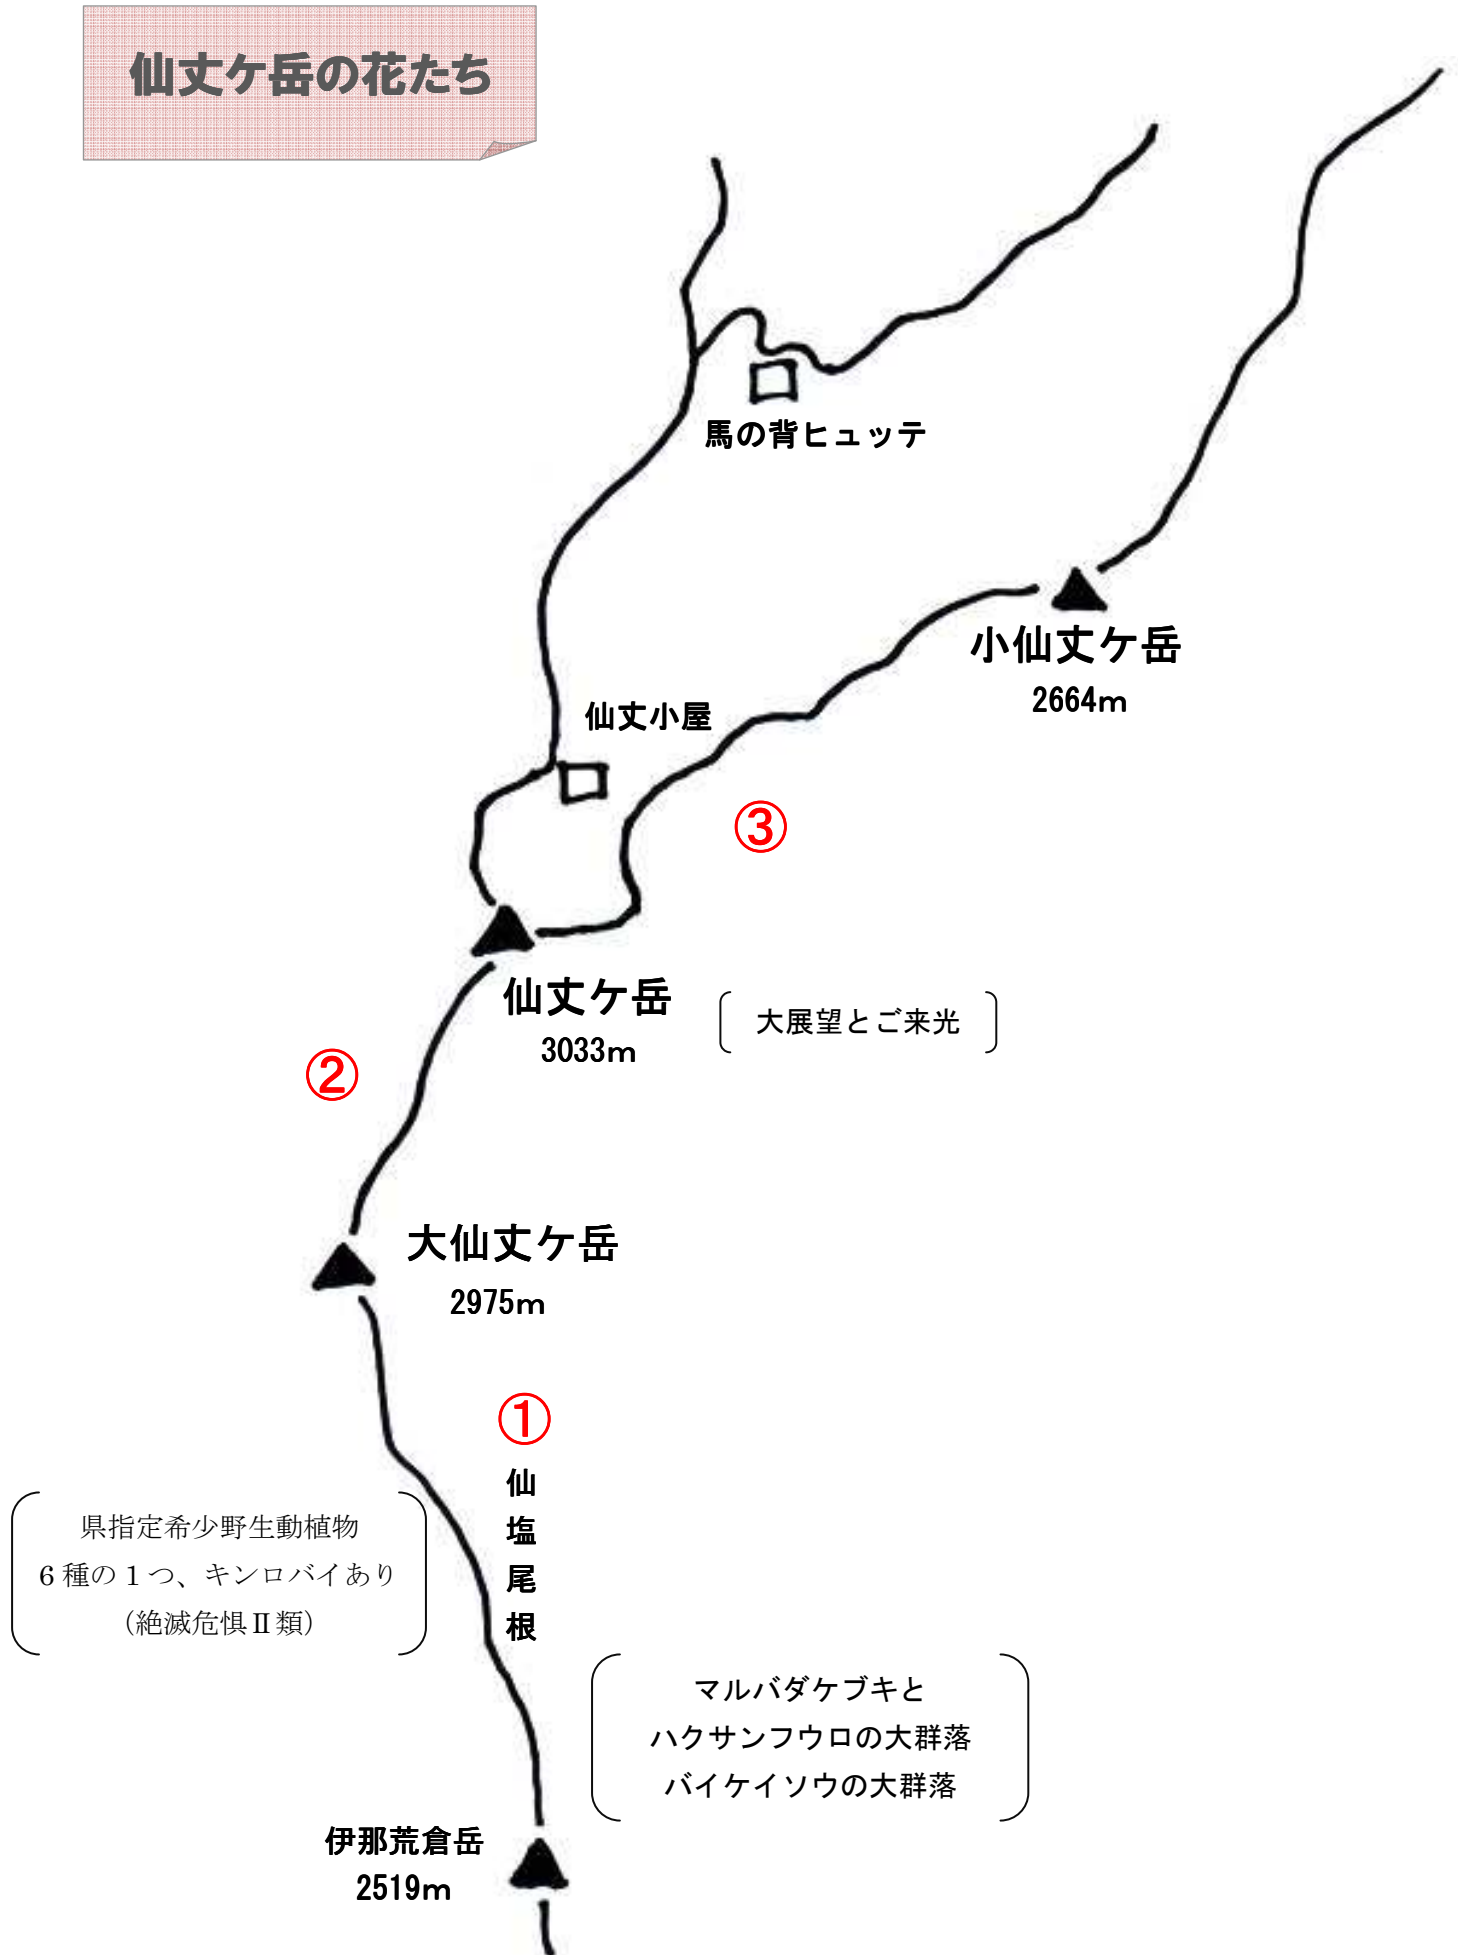 仙丈ケ岳の花たち
馬の背ヒュッテ
小仙丈ケ岳
2664m
仙丈小屋
③
仙丈ケ岳
3033m
大展望とご来光
②
大仙丈ケ岳
2975m
①
仙塩尾根
県指定希少野生動植物
6種の1つ、キンロバイあり
(絶滅危惧Ⅱ類)
マルバダケブキと
ハクサンフウロの大群落
バイケイソウの大群落
伊那荒倉岳
2519m